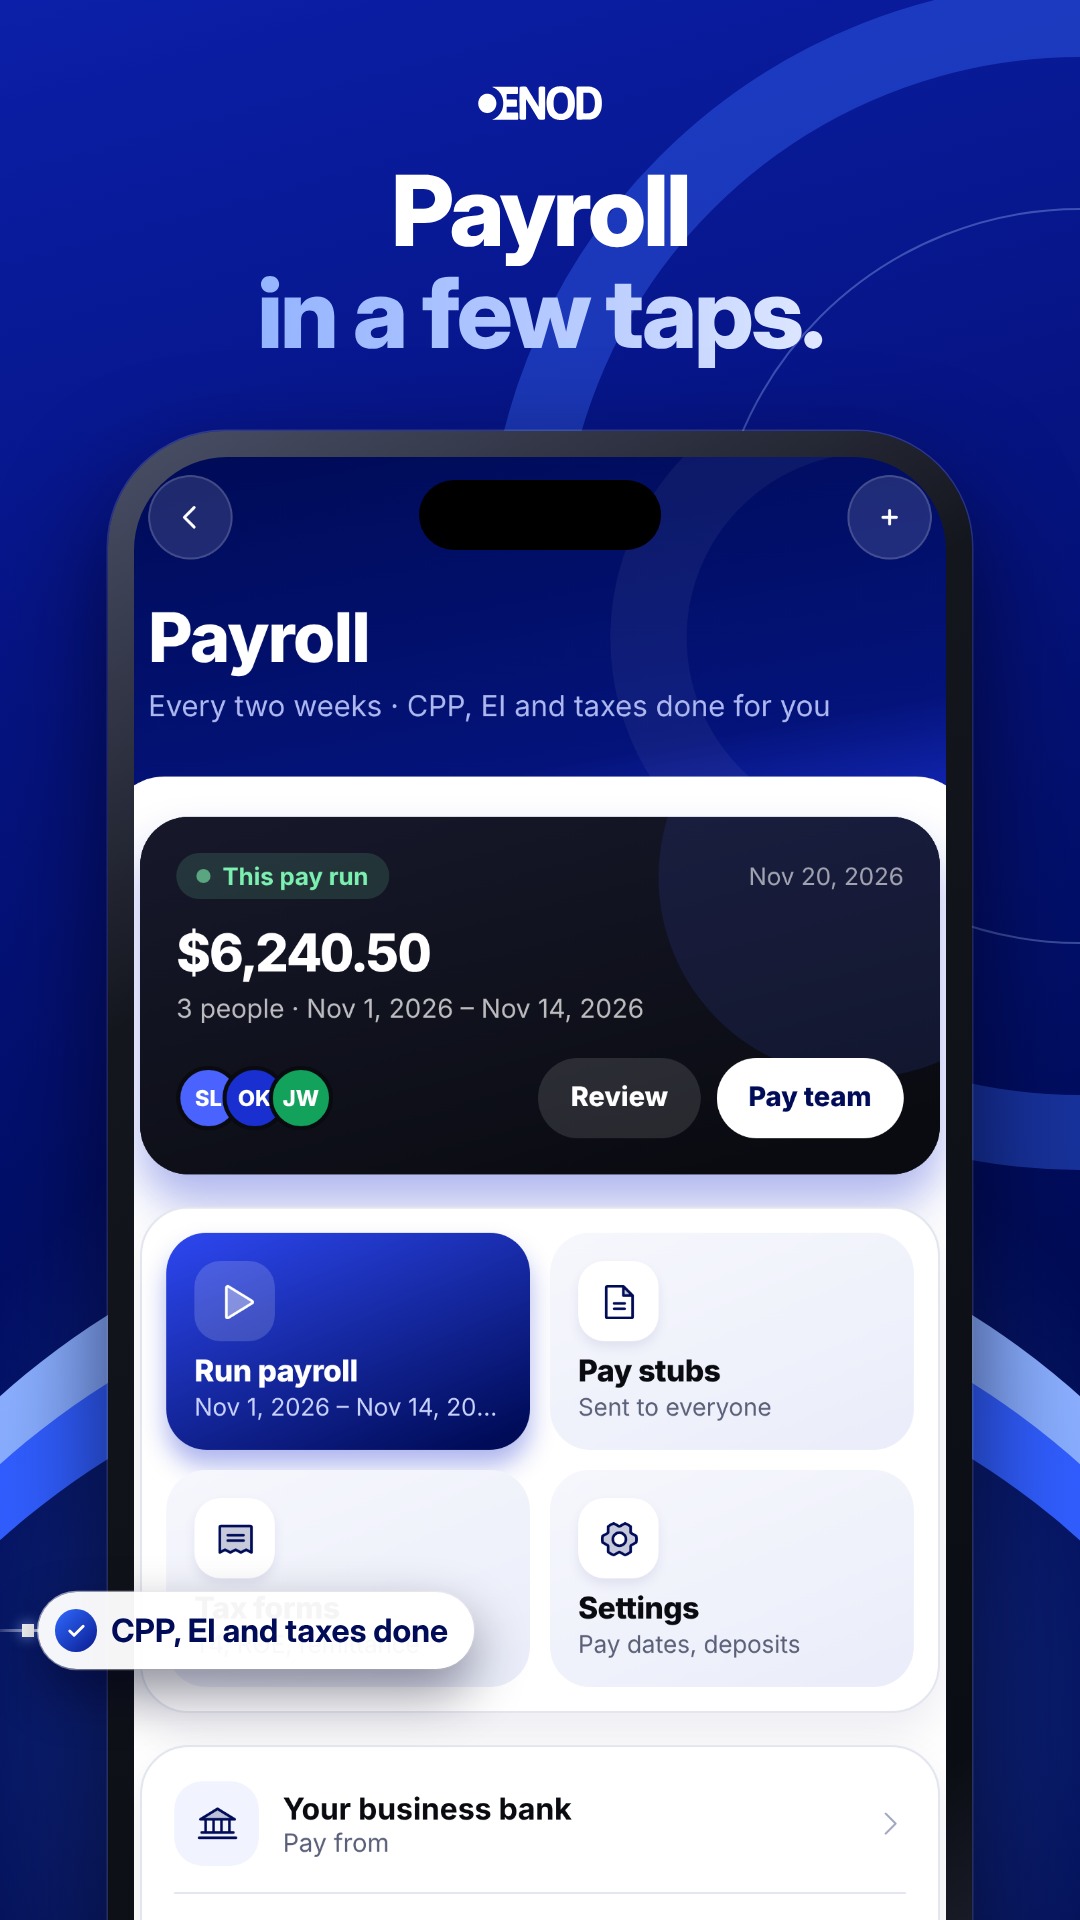 ENOD
Payroll
in a few taps.
Payroll
Every two weeks · CPP, EI and taxes done for you
This pay run
Nov 20, 2026
$6,240.50
3 people · Nov 1, 2026 – Nov 14, 2026
SL OK JW
Review
Pay team
Run payroll
Nov 1, 2026 – Nov 14, 20...
Pay stubs
Sent to everyone
Tax forms
CPP, EI and taxes done
Settings
Pay dates, deposits
Your business bank
Pay from